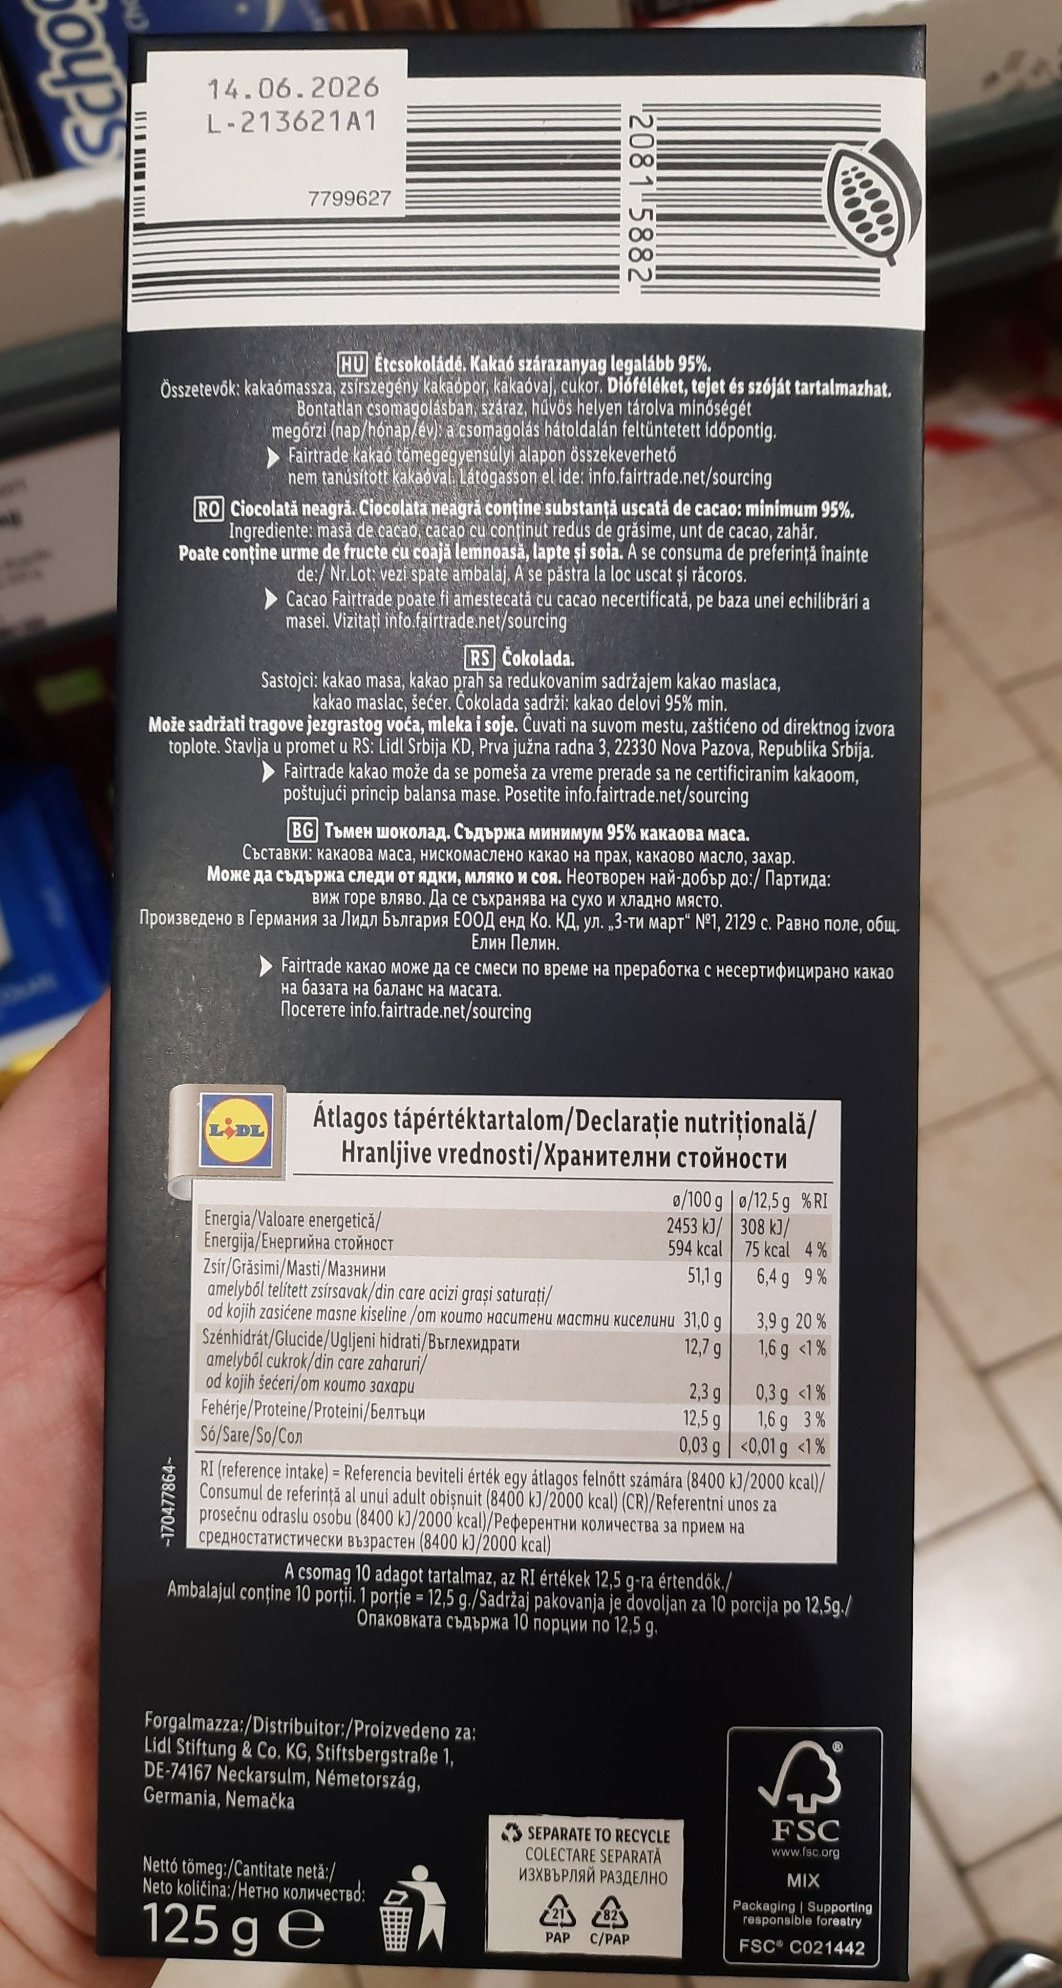 Schog
14.06.2026
L-213621A1
7799627
2081 5882
HU Étcsokoládé. Kakaó szárazanyag legalább 95%.
Összetevők: kakaómassza, zsírszegény kakaópor, kakaóvaj, cukor. Dióféléket, tejet és szóját tartalmazhat.
Bontatlan csomagolásban, száraz, hűvös helyen tárolva minőségét
megőrzi (nap/hónap/év): a csomagolás hátoldalán feltüntetett időpontig.
Fairtrade kakaó tömegegyensúlyi alapon összekeverhető
nem tanúsított kakaóval. Látogasson el ide: info.fairtrade.net/sourcing
RO Ciocolată neagră. Ciocolata neagră conține substanță uscată de cacao: minimum 95%.
Ingrediente: masă de cacao, cacao cu conținut redus de grăsime, unt de cacao, zahăr.
Poate conține urme de fructe cu coajă lemnoasă, lapte și soia. A se consuma de preferință înainte
de:/ Nr.Lot: vezi spate ambalaj. A se păstra la loc uscat și răcoros.
Cacao Fairtrade poate fi amestecată cu cacao necertificată, pe baza unei echilibrări a
masei. Vizitați info.fairtrade.net/sourcing
RS Čokolada.
Sastojci: kakao masa, kakao prah sa redukovanim sadržajem kakao maslaca,
kakao maslac, šećer. Čokolada sadrži: kakao delovi 95% min.
Može sadržati tragove jezgrastog voća, mleka i soje. Čuvati na suvom mestu, zaštićeno od direktnog izvora
toplote. Stavlja u promet u RS: Lidl Srbija KD, Prva južna radna 3, 22330 Nova Pazova, Republika Srbija.
Fairtrade kakao može da se pomeša za vreme prerade sa ne certificiranim kakaoom,
poštujući princip balansa mase. Posetite info.fairtrade.net/sourcing
BG Тъмен шоколад. Съдържа минимум 95% какаова маса.
Съставки: какаова маса, нискомаслено какао на прах, какаово масло, захар.
Може да съдържа следи от ядки, мляко и соя. Неотворен най-добър до:/ Партида:
виж горе вляво. Да се съхранява на сухо и хладно място.
Произведено в Германия за Лидл България ЕООД енд Ко. КД, ул. „3-ти март“ №1, 2129 с. Равно поле, общ.
Елин Пелин.
Fairtrade какао може да се смеси по време на преработка с несертифицирано какао
на базата на баланс на масата.
Посетете info.fairtrade.net/sourcing
LIDL
Átlagos tápértéktartalom/Declarație nutrițională/
Hranljive vrednosti/Хранителни стойности
ø/100 g ø/12,5 g %RI
Energia/Valoare energetică/ 2453 kJ/ 308 kJ/
Energija/Енергийна стойност 594 kcal 75 kcal 4 %
Zsír/Grăsimi/Masti/Мазнини 51,1 g 6,4 g 9 %
amelyből telített zsírsavak/din care acizi grași saturați/
od kojih zasićene masne kiseline /от които наситени мастни киселини 31,0 g 3,9 g 20 %
Szénhidrát/Glucide/Ugljeni hidrati/Въглехидрати 12,7 g 1,6 g <1 %
amelyből cukrok/din care zaharuri/
od kojih šećeri/от които захари 2,3 g 0,3 g <1 %
Fehérje/Proteine/Proteini/Белтъци 12,5 g 1,6 g 3 %
Só/Sare/So/Сол 0,03 g <0,01 g <1 %
RI (reference intake) = Referencia beviteli érték egy átlagos felnőtt számára (8400 kJ/2000 kcal)/
Consumul de referință al unui adult obișnuit (8400 kJ/2000 kcal) (CR)/Referentni unos za
prosečnu odraslu osobu (8400 kJ/2000 kcal)/Референтни количества за прием на
средностатистически възрастен (8400 kJ/2000 kcal)
~170477864~
A csomag 10 adagot tartalmaz, az RI értékek 12,5 g-ra értendők./
Ambalajul conține 10 porții. 1 porție = 12,5 g./Sadržaj pakovanja je dovoljan za 10 porcija po 12,5g./
Опаковката съдържа 10 порции по 12,5 g.
Forgalmazza:/Distribuitor:/Proizvedeno za:
Lidl Stiftung & Co. KG, Stiftsbergstraße 1,
DE-74167 Neckarsulm, Németország,
Germania, Nemačka
Nettó tömeg:/Cantitate netă:/
Neto količina:/Нетно количество:
125 g e
SEPARATE TO RECYCLE
COLECTARE SEPARATĂ
ИЗХВЪРЛЯЙ РАЗДЕЛНО
21 82
PAP C/PAP
®
FSC
www.fsc.org
MIX
Packaging | Supporting
responsible forestry
FSC® C021442